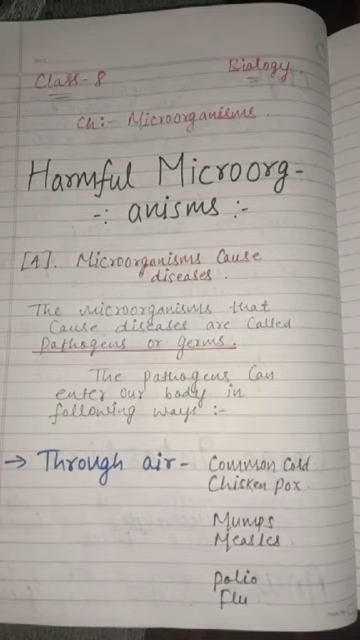 Class-8
Biology
Ch:- Microorganisms.
Harmful Microorg-
-: anisms :-
[A]. Microorganisms Cause
diseases.
The microorganisms that
Cause diseases are Called
Pathogens or germs.
The pathogens Can
enter our body in
following ways :-
→ Through air - Common Cold
Chicken pox
Mumps
Measles
Polio
Flu